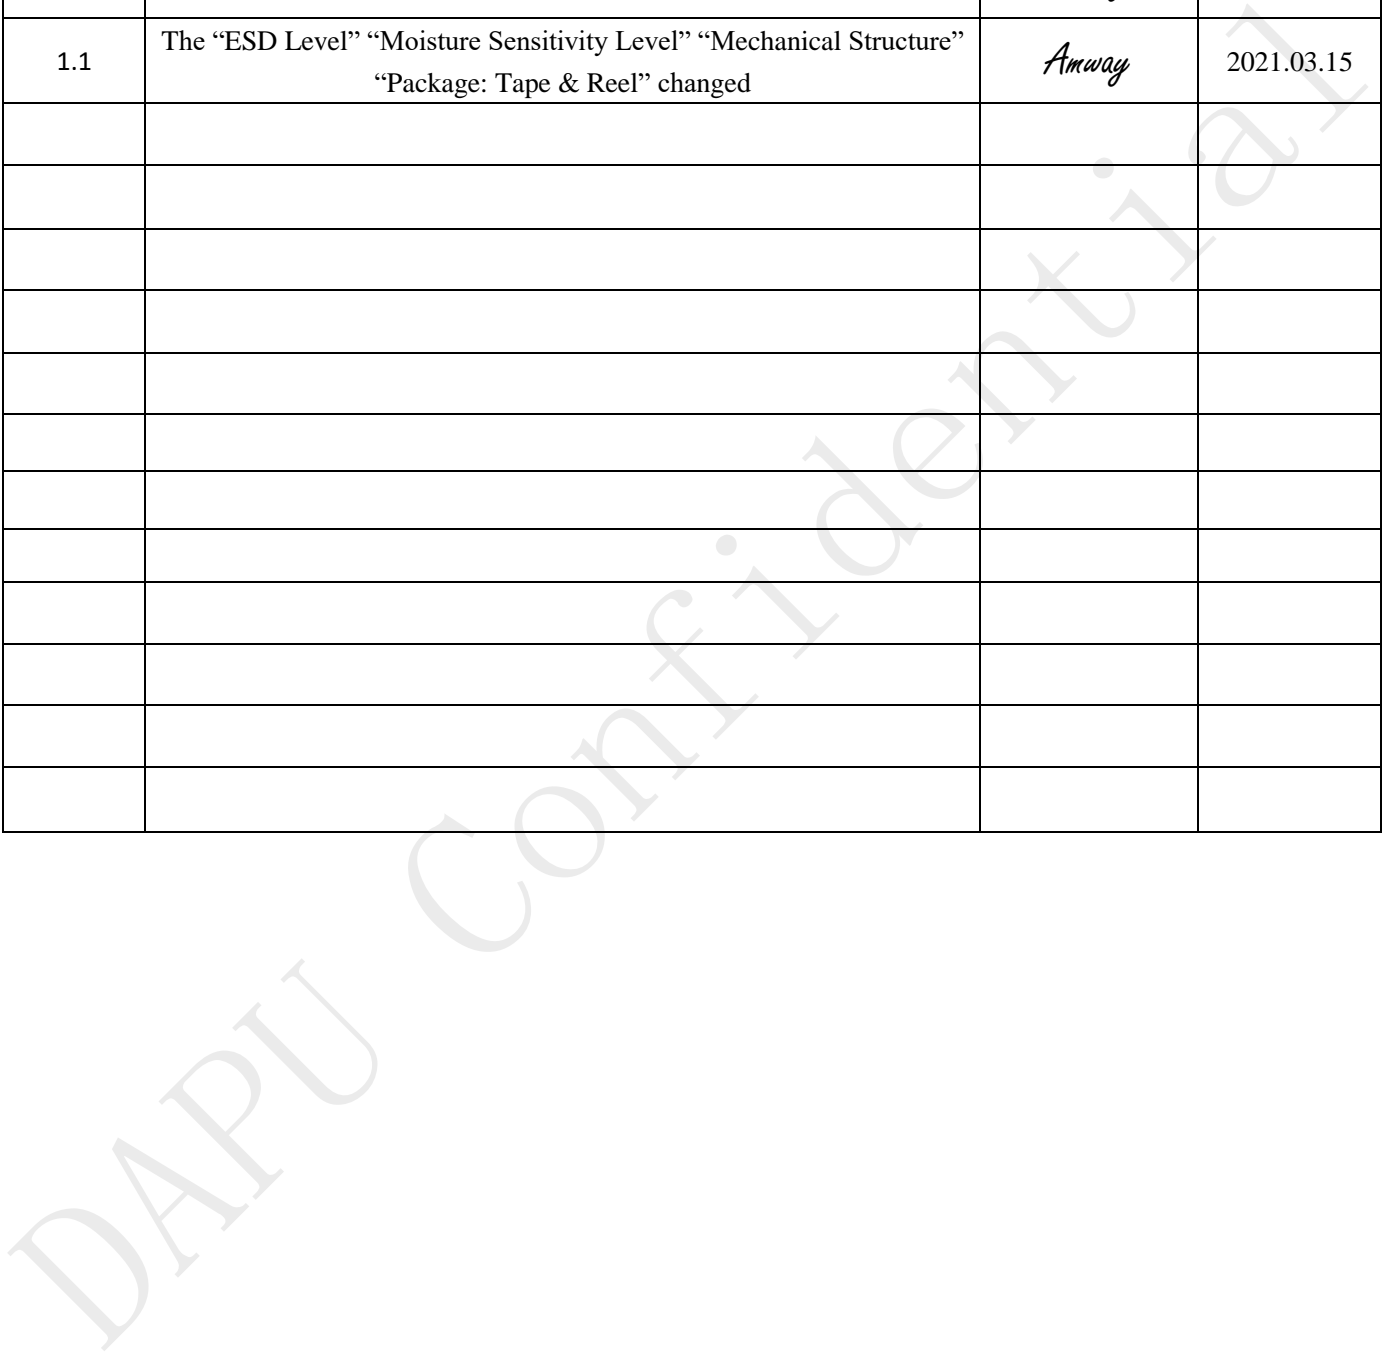 1.1
The “ESD Level” “Moisture Sensitivity Level” “Mechanical Structure”
“Package: Tape & Reel” changed
Amway
2021.03.15
DAPU Confidential